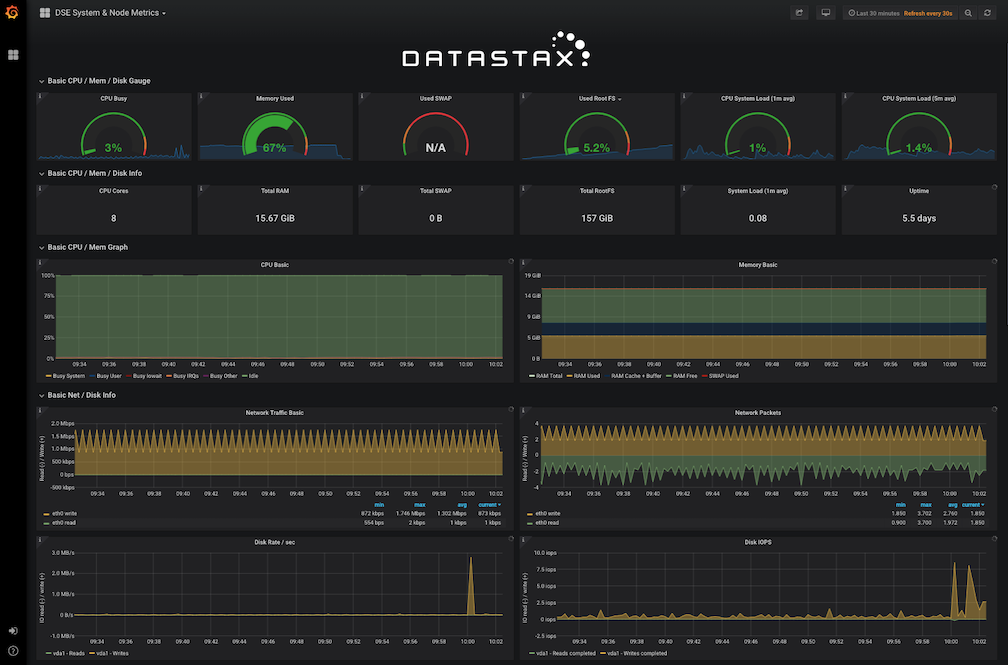 DSE System & Node Metrics
Last 30 minutes Refresh every 30s
DATASTAX
Basic CPU / Mem / Disk Gauge
CPU Busy Memory Used Used SWAP Used Root FS CPU System Load (1m avg) CPU System Load (5m avg)
3% 67% N/A 5.2% 1% 1.4%
Basic CPU / Mem / Disk Info
CPU Cores Total RAM Total SWAP Total RootFS System Load (1m avg) Uptime
8 15.67 GiB 0 B 157 GiB 0.08 5.5 days
Basic CPU / Mem Graph
CPU Basic
100%
75%
50%
25%
0%
09:34 09:36 09:38 09:40 09:42 09:44 09:46 09:48 09:50 09:52 09:54 09:56 09:58 10:00 10:02
Busy System Busy User Busy Iowait Busy IRQs Busy Other Idle
Memory Basic
19 GiB
14 GiB
9 GiB
5 GiB
0 B
09:34 09:36 09:38 09:40 09:42 09:44 09:46 09:48 09:50 09:52 09:54 09:56 09:58 10:00 10:02
RAM Total RAM Used RAM Cache + Buffer RAM Free SWAP Used
Basic Net / Disk Info
Network Traffic Basic
Read (-) / Write (+)
2.0 Mbps
1.5 Mbps
1.0 Mbps
500 kbps
0 bps
-500 kbps
09:34 09:36 09:38 09:40 09:42 09:44 09:46 09:48 09:50 09:52 09:54 09:56 09:58 10:00 10:02
min max avg current
eth0 write 872 kbps 1.746 Mbps 1.302 Mbps 873 kbps
eth0 read 554 bps 2 kbps 1 kbps 1 kbps
Network Packets
Read (-) / Write (+)
4
2
0
-2
-4
09:34 09:36 09:38 09:40 09:42 09:44 09:46 09:48 09:50 09:52 09:54 09:56 09:58 10:00 10:02
min max avg current
eth0 write 1.850 3.702 2.760 1.850
eth0 read 0.900 3.700 1.972 1.850
Disk Rate / sec
IO read (-) / write (+)
3.0 MB/s
2.0 MB/s
1.0 MB/s
0 B/s
-1.0 MB/s
09:34 09:36 09:38 09:40 09:42 09:44 09:46 09:48 09:50 09:52 09:54 09:56 09:58 10:00 10:02
vda1 - Reads vda1 - Writes
Disk IOPS
IO read (-) / write (+)
10.0 iops
7.5 iops
5.0 iops
2.5 iops
0 iops
-2.5 iops
09:34 09:36 09:38 09:40 09:42 09:44 09:46 09:48 09:50 09:52 09:54 09:56 09:58 10:00 10:02
vda1 - Reads completed vda1 - Writes completed